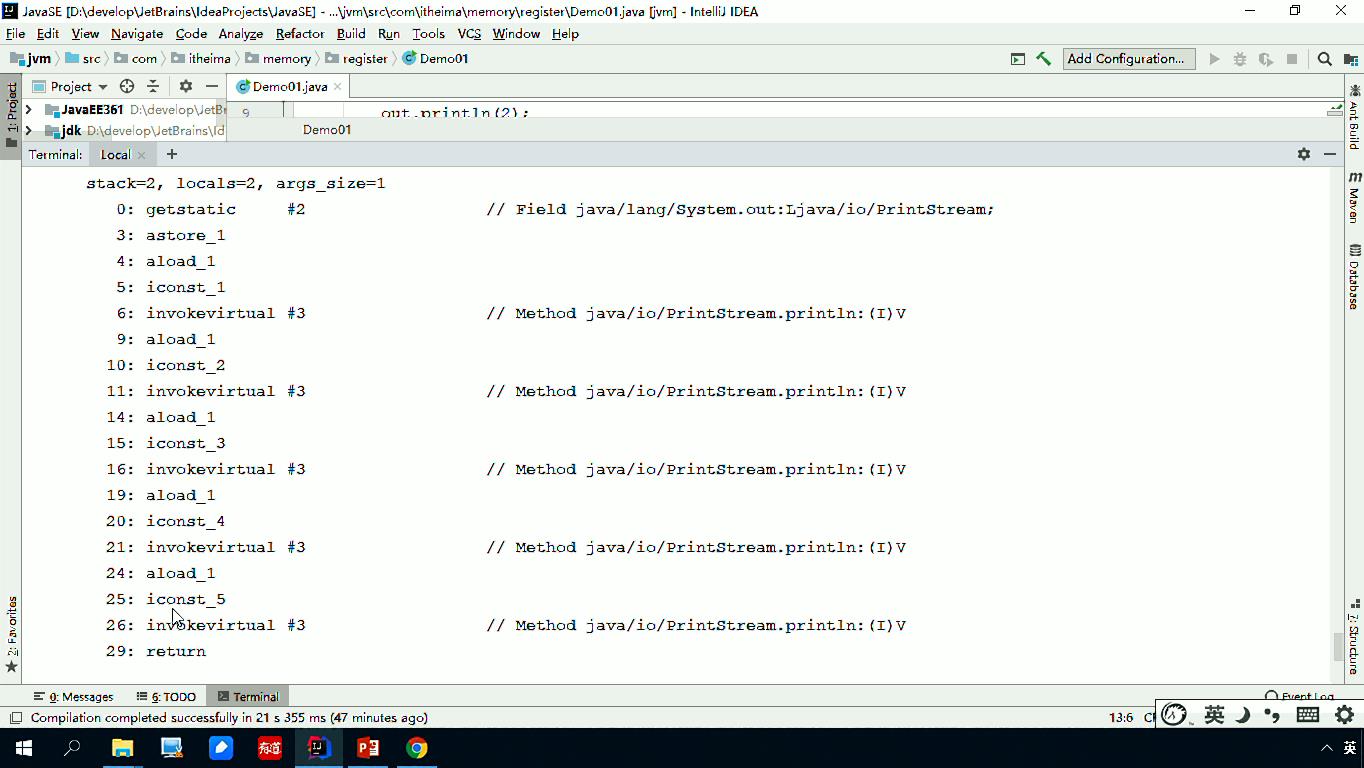 JavaSE [D:\develop\JetBrains\IdeaProjects\JavaSE] - ...\jvm\src\com\itheima\memory\register\Demo01.java [jvm] - IntelliJ IDEA
File Edit View Navigate Code Analyze Refactor Build Run Tools VCS Window Help
jvm src com itheima memory register Demo01 Add Configuration...
1: Project Project Demo01.java Ant Build
JavaEE361 D:\develop\JetBr 9 out.println(2);
jdk D:\develop\JetBrains\Id Demo01
Terminal: Local +
stack=2, locals=2, args_size=1
0: getstatic #2 // Field java/lang/System.out:Ljava/io/PrintStream;
3: astore_1
4: aload_1
5: iconst_1
6: invokevirtual #3 // Method java/io/PrintStream.println:(I)V
9: aload_1
10: iconst_2
11: invokevirtual #3 // Method java/io/PrintStream.println:(I)V
14: aload_1
15: iconst_3
16: invokevirtual #3 // Method java/io/PrintStream.println:(I)V
19: aload_1
20: iconst_4
21: invokevirtual #3 // Method java/io/PrintStream.println:(I)V
24: aload_1
25: iconst_5
26: invokevirtual #3 // Method java/io/PrintStream.println:(I)V
29: return
Maven
Database
2: Favorites
7: Structure
0: Messages 6: TODO Terminal Event Log
Compilation completed successfully in 21 s 355 ms (47 minutes ago) 13:6 英
有道 英